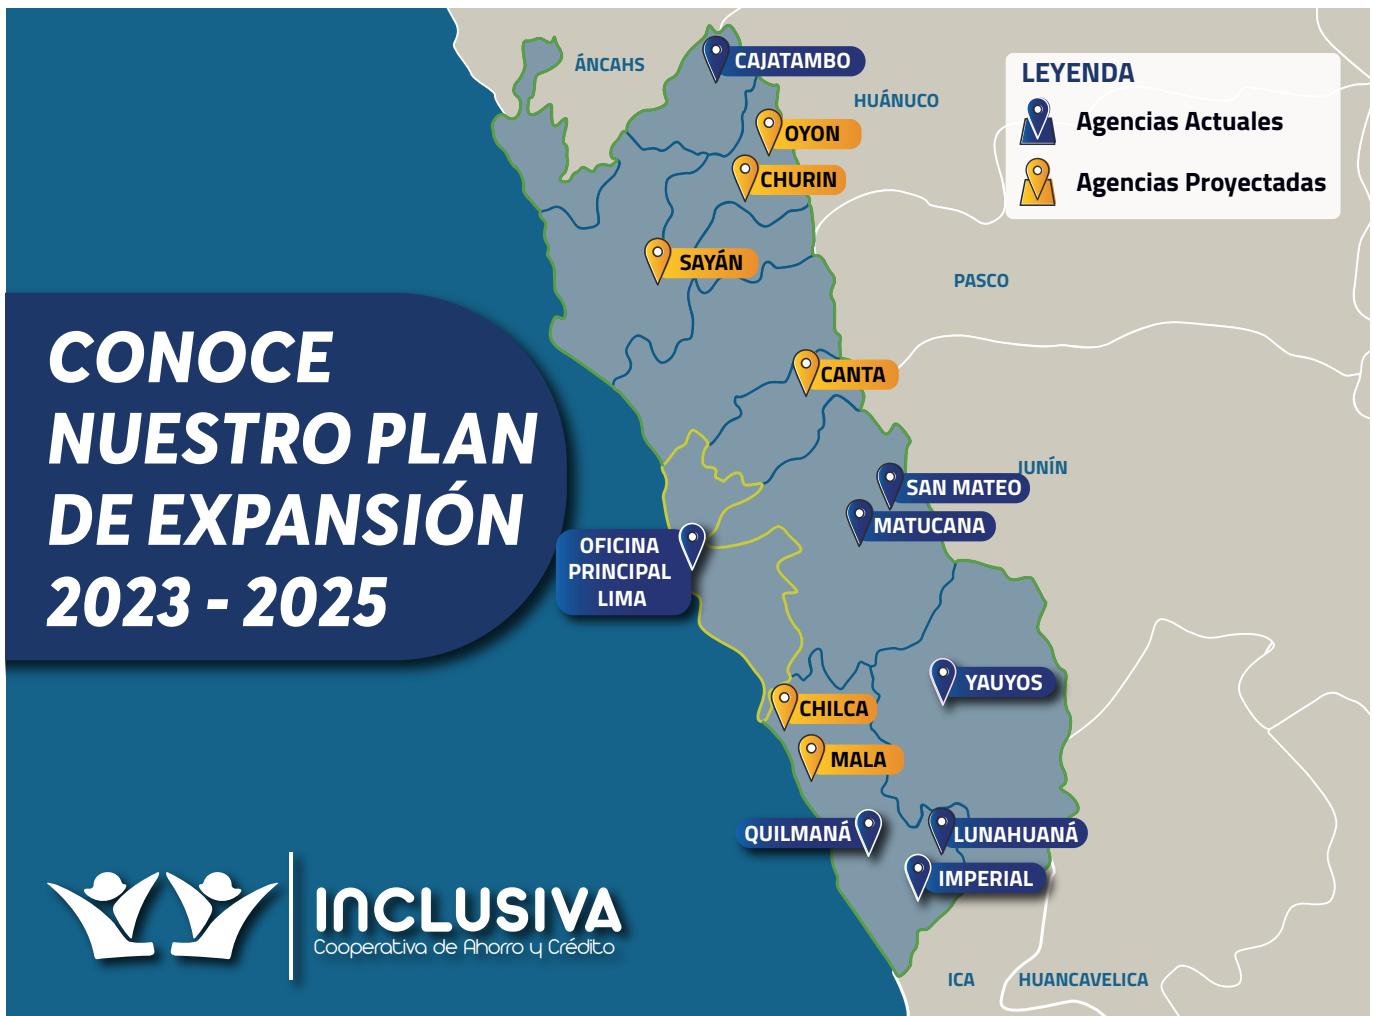 ÁNCAHS
CAJATAMBO
HUÁNUCO
LEYENDA
Agencias Actuales
Agencias Proyectadas
OYON
CHURIN
SAYÁN
PASCO
CONOCE
NUESTRO PLAN
DE EXPANSIÓN
2023 - 2025
CANTA
JUNÍN
SAN MATEO
MATUCANA
OFICINA
PRINCIPAL
LIMA
YAUYOS
CHILCA
MALA
QUILMANÁ
LUNAHUANÁ
IMPERIAL
INCLUSIVA
Cooperativa de Ahorro y Crédito
ICA
HUANCAVELICA